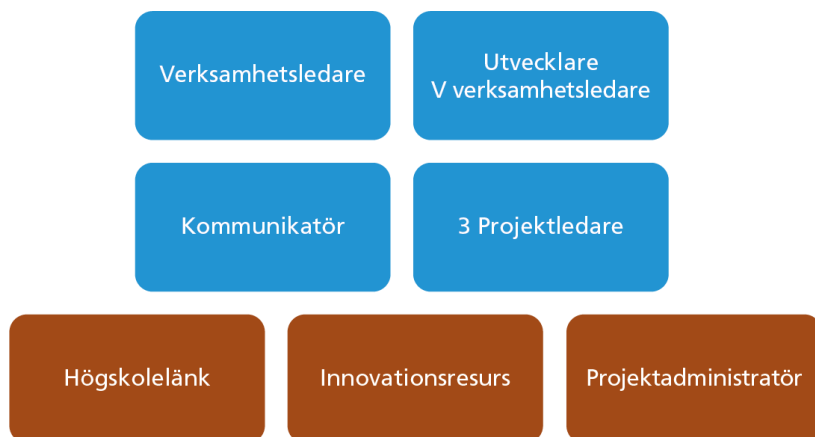 Verksamhetsledare
Utvecklare
V verksamhetsledare
Kommunikatör
3 Projektledare
Högskolelänk
Innovationsresurs
Projektadministratör